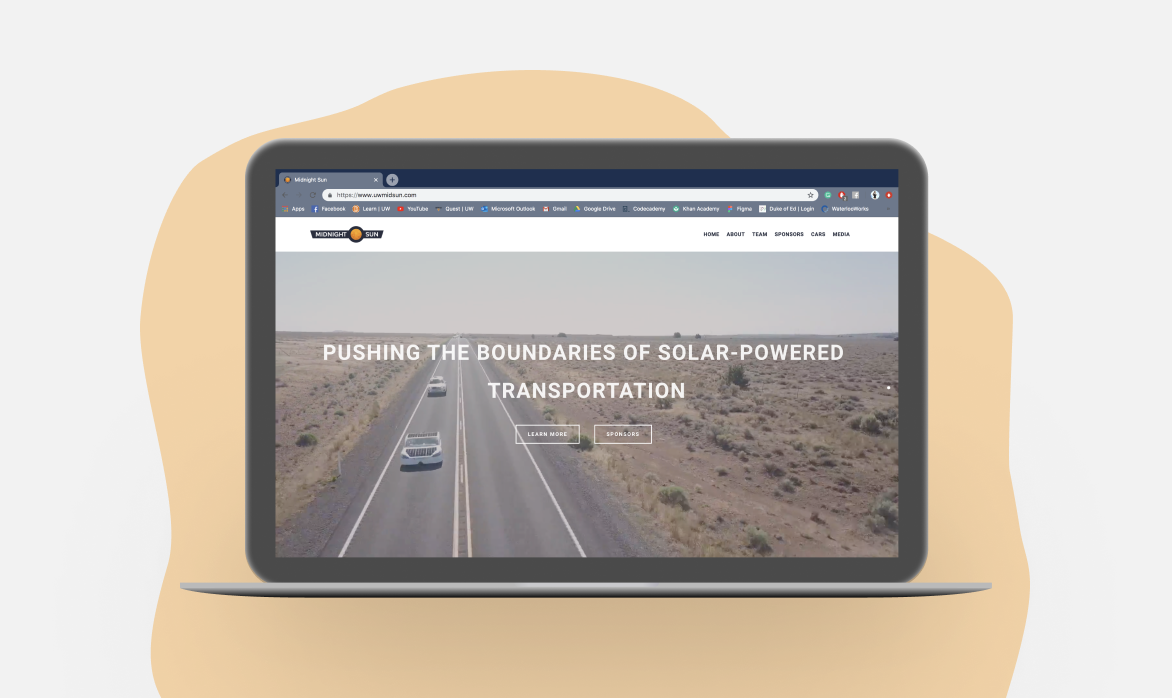 Midnight Sun
https://www.uwmidsun.com
Apps Facebook Learn | UW YouTube Quest | UW Microsoft Outlook Gmail Google Drive Codecademy Khan Academy Figma Duke of Ed | Login WaterlooWorks
MIDNIGHT SUN HOME ABOUT TEAM SPONSORS CARS MEDIA
PUSHING THE BOUNDARIES OF SOLAR-POWERED
TRANSPORTATION
LEARN MORE SPONSORS